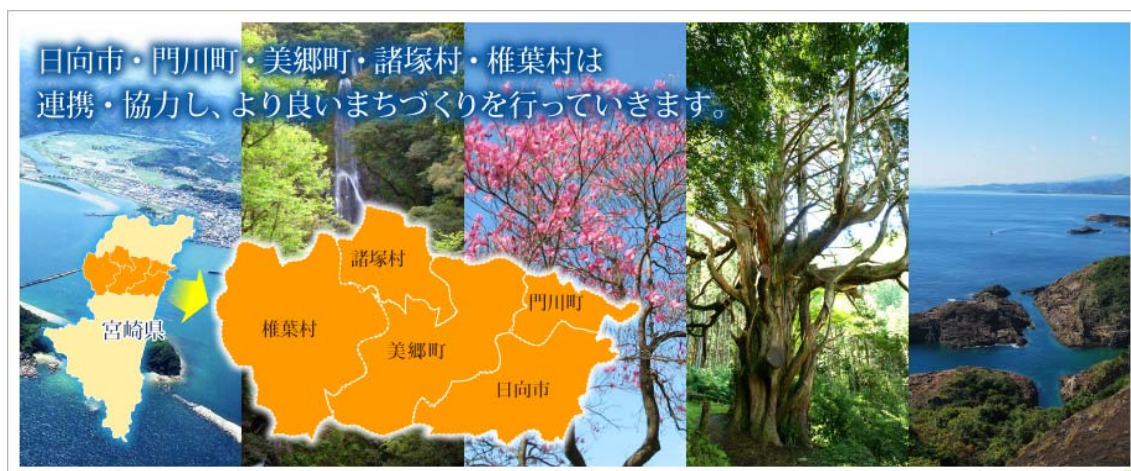 日向市・門川町・美郷町・諸塚村・椎葉村は
連携・協力し、より良いまちづくりを行っていきます。
諸塚村
門川町
宮崎県
椎葉村
美郷町
日向市